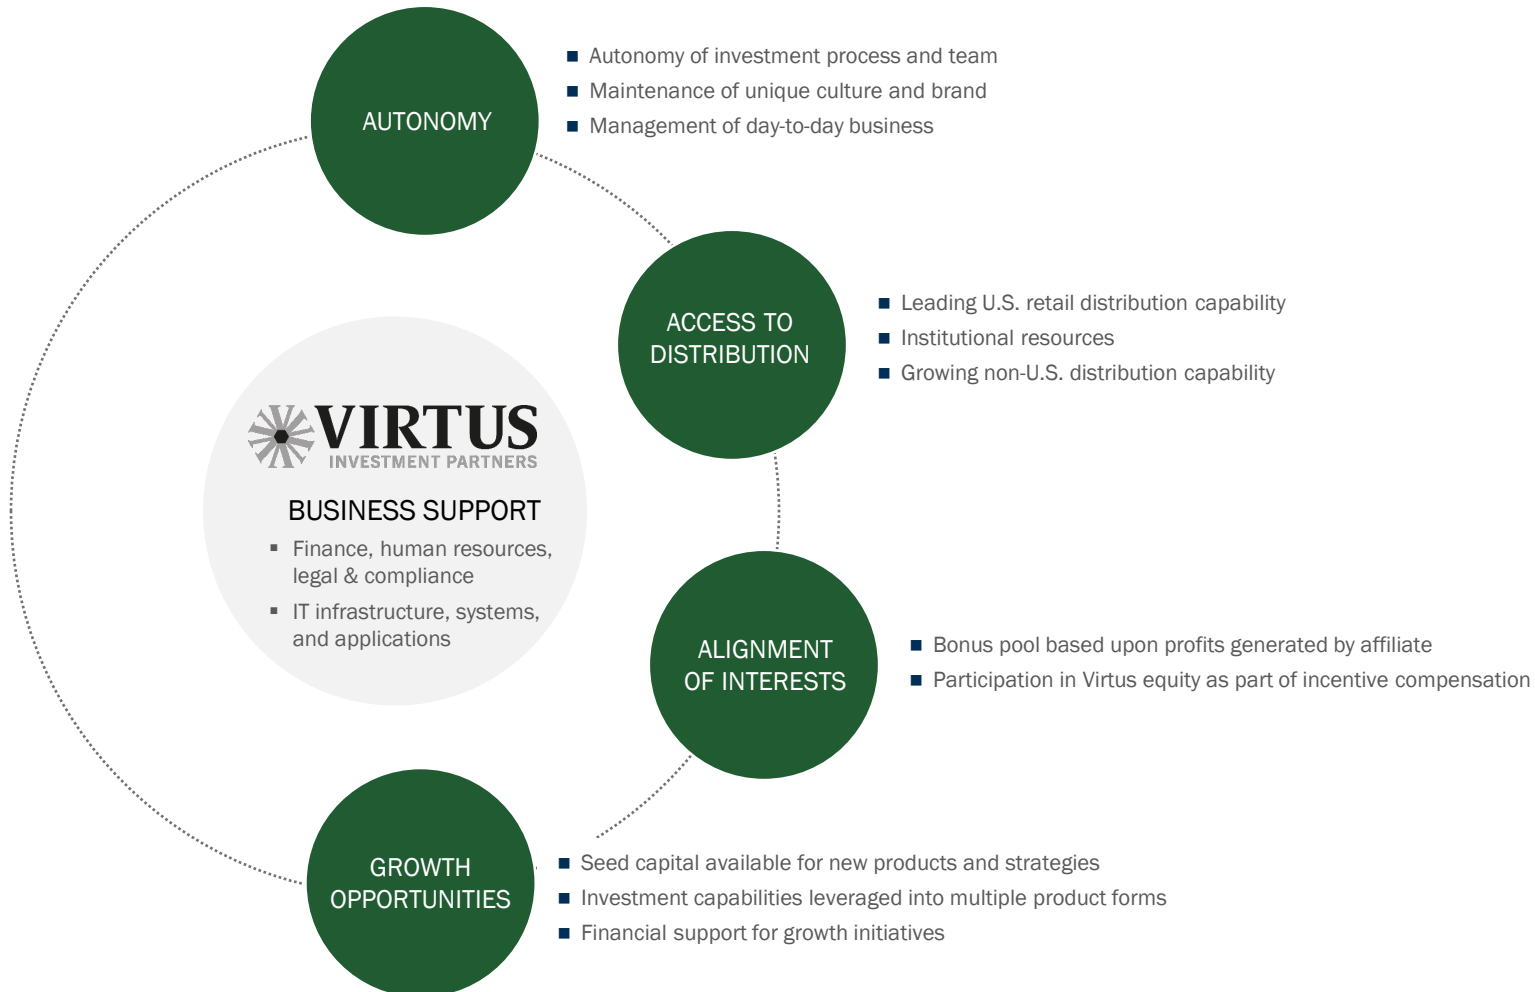 AUTONOMY
Autonomy of investment process and team
Maintenance of unique culture and brand
Management of day-to-day business
ACCESS TO
DISTRIBUTION
Leading U.S. retail distribution capability
Institutional resources
Growing non-U.S. distribution capability
VIRTUS
INVESTMENT PARTNERS
BUSINESS SUPPORT
Finance, human resources,
legal & compliance
IT infrastructure, systems,
and applications
ALIGNMENT
OF INTERESTS
Bonus pool based upon profits generated by affiliate
Participation in Virtus equity as part of incentive compensation
GROWTH
OPPORTUNITIES
Seed capital available for new products and strategies
Investment capabilities leveraged into multiple product forms
Financial support for growth initiatives